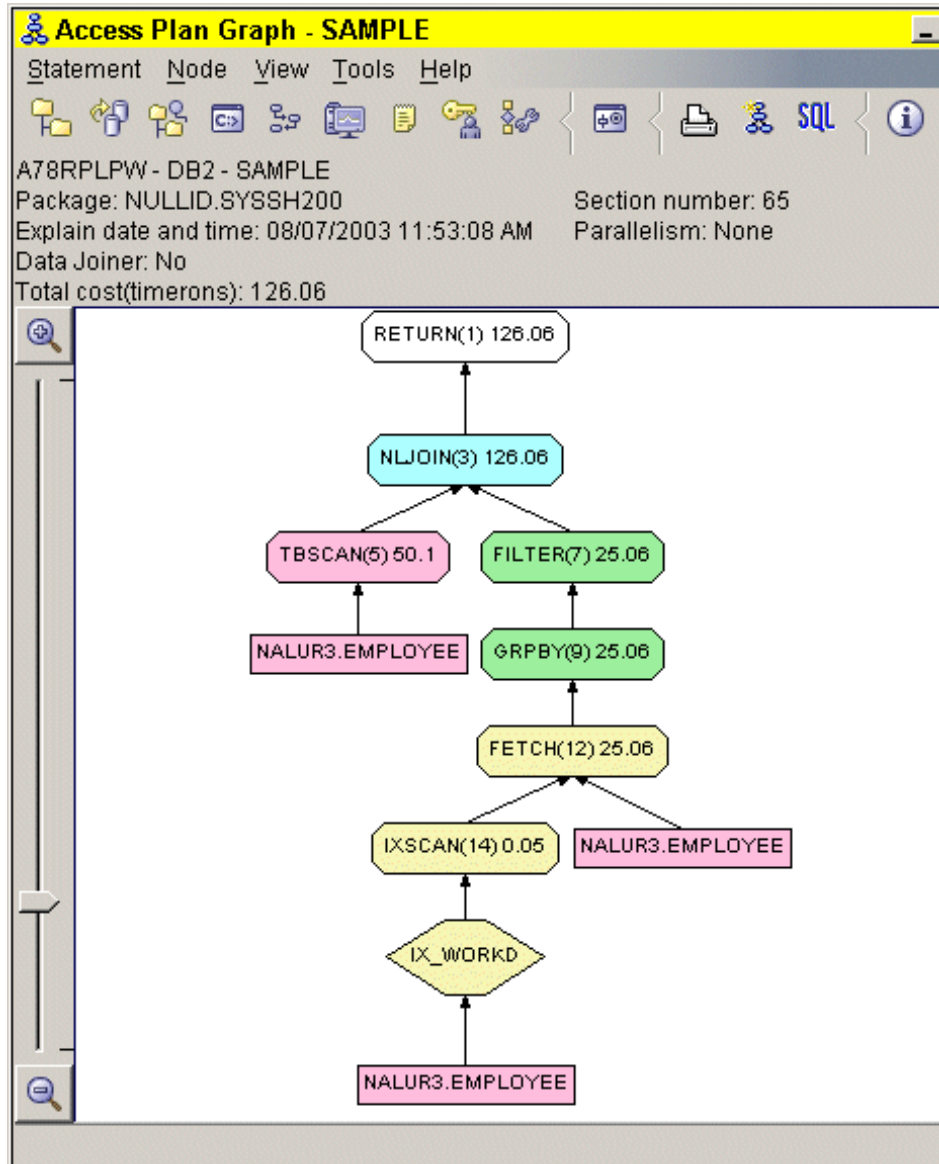 Access Plan Graph - SAMPLE
Statement Node View Tools Help
C:> SQL
A78RPLPW - DB2 - SAMPLE
Package: NULLID.SYSSH200 Section number: 65
Explain date and time: 08/07/2003 11:53:08 AM Parallelism: None
Data Joiner: No
Total cost(timerons): 126.06
RETURN(1) 126.06
NLJOIN(3) 126.06
TBSCAN(5) 50.1 FILTER(7) 25.06
NALUR3.EMPLOYEE GRPBY(9) 25.06
FETCH(12) 25.06
IXSCAN(14) 0.05 NALUR3.EMPLOYEE
IX_WORKD
NALUR3.EMPLOYEE